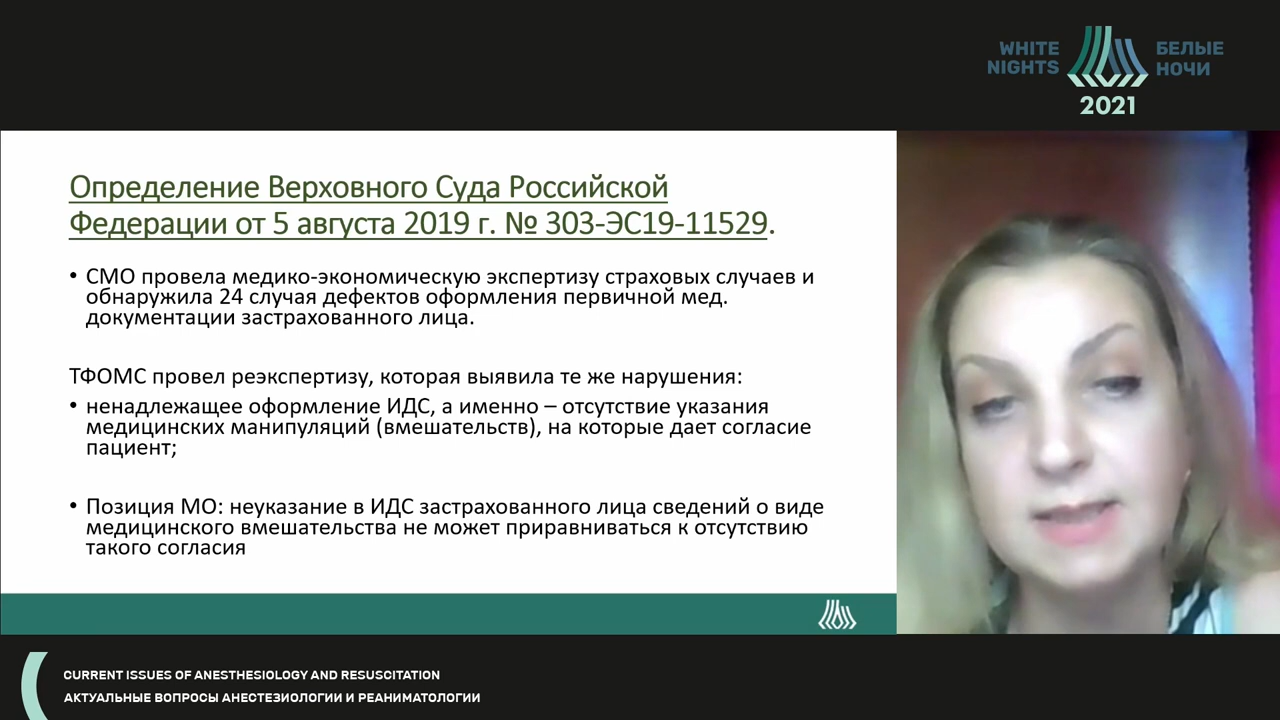 WHITE
NIGHTS
БЕЛЫЕ
НОЧИ
2021
Определение Верховного Суда Российской
Федерации от 5 августа 2019 г. № 303-ЭС19-11529.
• СМО провела медико-экономическую экспертизу страховых случаев и
обнаружила 24 случая дефектов оформления первичной мед.
документации застрахованного лица.
ТФОМС провел реэкспертизу, которая выявила те же нарушения:
• ненадлежащее оформление ИДС, а именно – отсутствие указания
медицинских манипуляций (вмешательств), на которые дает согласие
пациент;
• Позиция МО: неуказание в ИДС застрахованного лица сведений о виде
медицинского вмешательства не может приравниваться к отсутствию
такого согласия
CURRENT ISSUES OF ANESTHESIOLOGY AND RESUSCITATION
АКТУАЛЬНЫЕ ВОПРОСЫ АНЕСТЕЗИОЛОГИИ И РЕАНИМАТОЛОГИИ